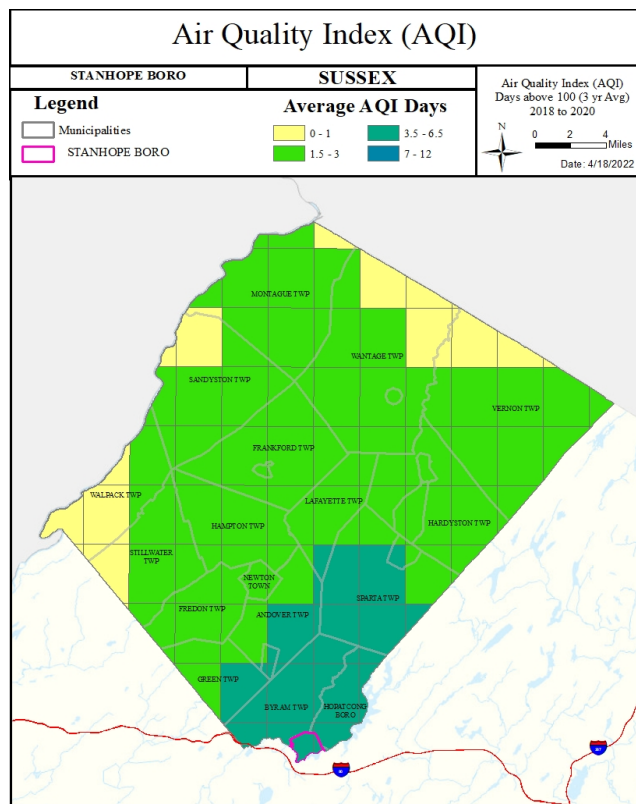 Air Quality Index (AQI)
STANHOPE BORO
SUSSEX
Legend
Municipalities
STANHOPE BORO
Average AQI Days
0 - 1
1.5 - 3
3.5 - 6.5
7 - 12
Air Quality Index (AQI)
Days above 100 (3 yr Avg)
2018 to 2020
N
0 2 4
Miles
Date: 4/18/2022
MONTAGUE TWP
WANTAGE TWP
SANDYSTON TWP
VERNON TWP
FRANKFORD TWP
WALPACK TWP
LAFAYETTE TWP
HAMPTON TWP
HARDYSTON TWP
STILLWATER
TWP
NEWTON
TOWN
SPARTA TWP
FREDON TWP
ANDOVER TWP
GREEN TWP
BYRAM TWP
HOPATCONG
BORO